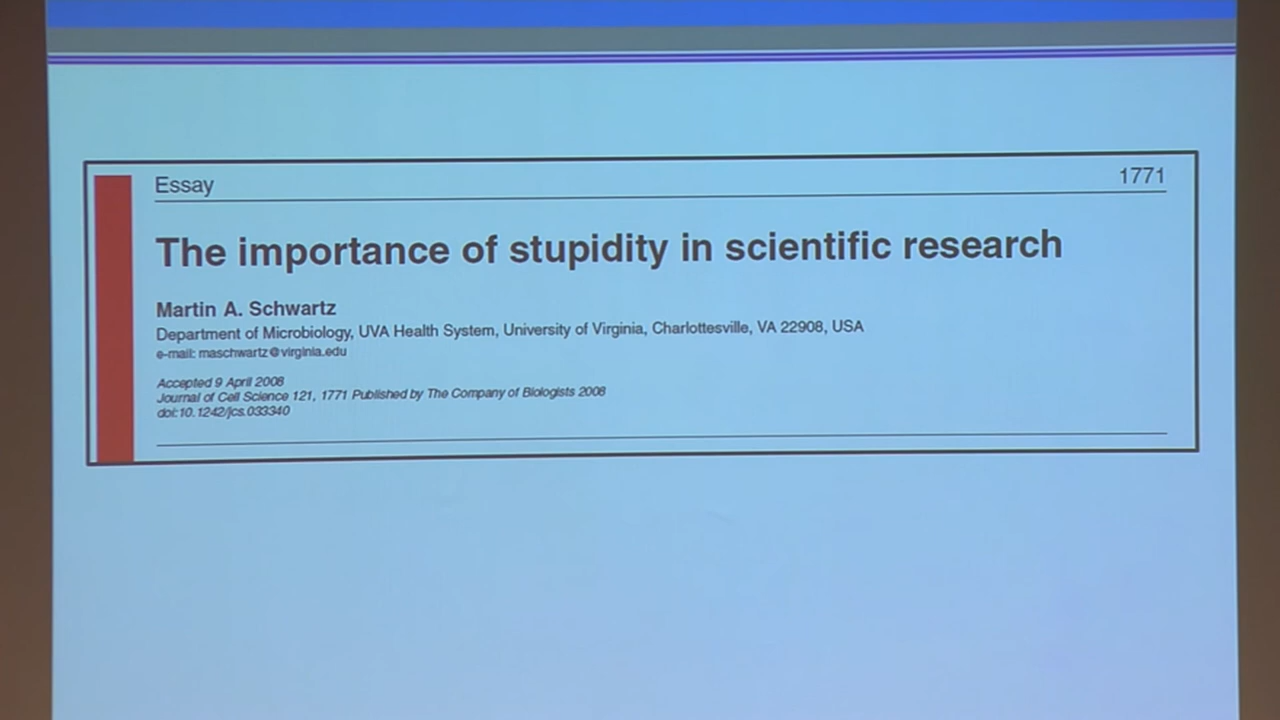 Essay 1771
The importance of stupidity in scientific research
Martin A. Schwartz
Department of Microbiology, UVA Health System, University of Virginia, Charlottesville, VA 22908, USA
e-mail: maschwartz@virginia.edu
Accepted 9 April 2008
Journal of Cell Science 121, 1771 Published by The Company of Biologists 2008
doi:10.1242/jcs.033340